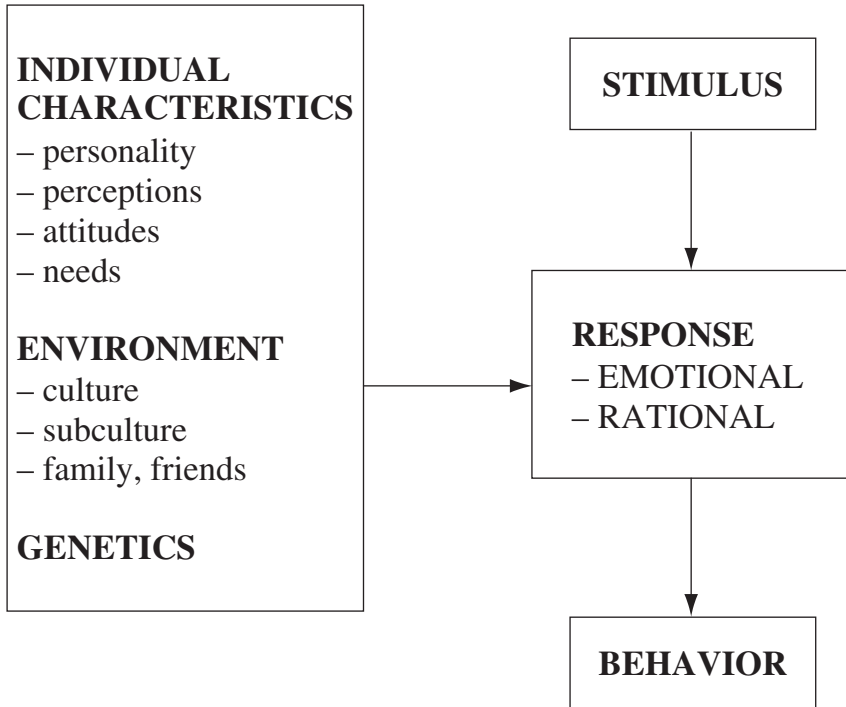 INDIVIDUAL
CHARACTERISTICS
– personality
– perceptions
– attitudes
– needs
ENVIRONMENT
– culture
– subculture
– family, friends
GENETICS
STIMULUS
RESPONSE
– EMOTIONAL
– RATIONAL
BEHAVIOR